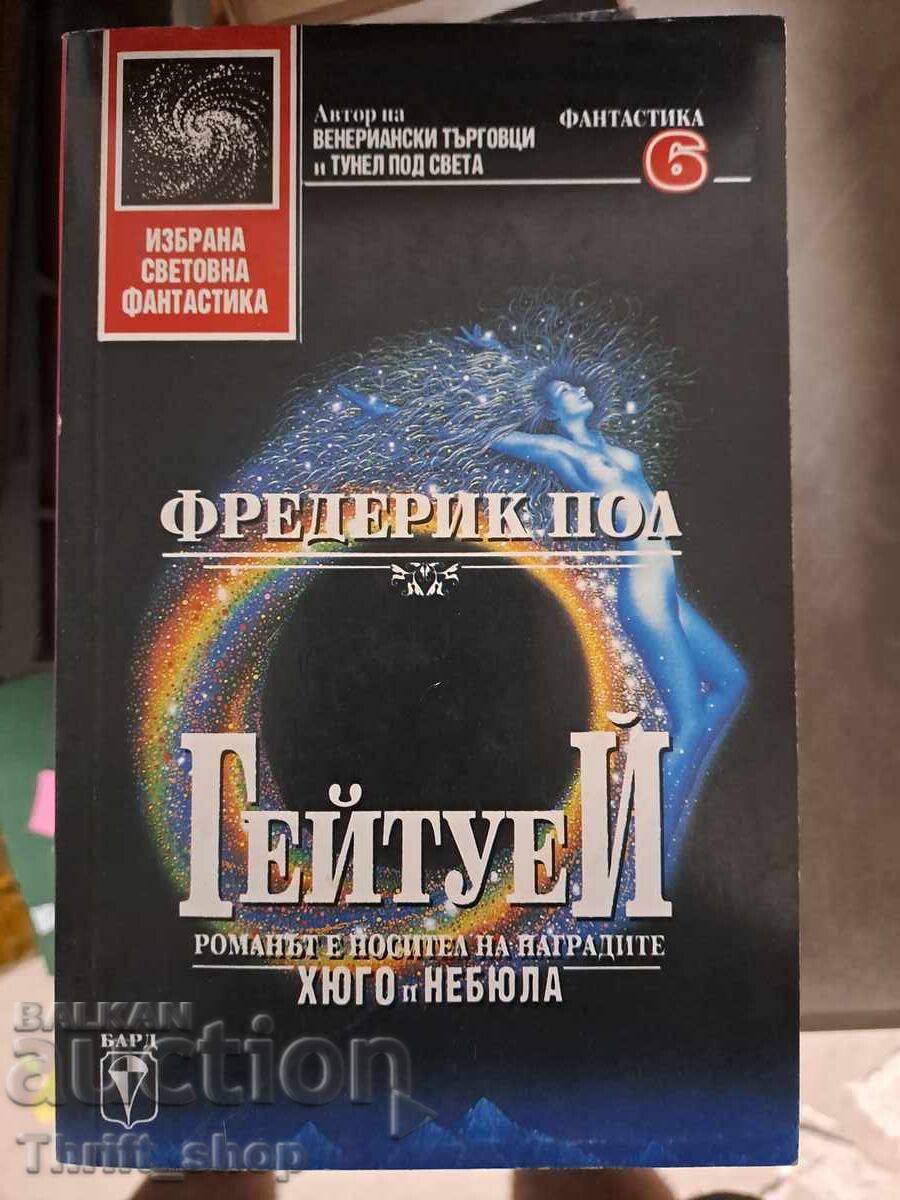 Автор на
ВЕНЕРИАНСКИ ТЪРГОВЦИ
и ТУНЕЛ ПОД СВЕТА
ФАНТАСТИКА
6
ИЗБРАНА
СВЕТОВНА
ФАНТАСТИКА
ФРЕДЕРИК ПОЛ
ГЕЙТУЕЙ
РОМАНЪТ Е НОСИТЕЛ НА НАГРАДИТЕ
ХЮГО и НЕБЮЛА
БАРД
BALKAN
auction
Thrift_shop